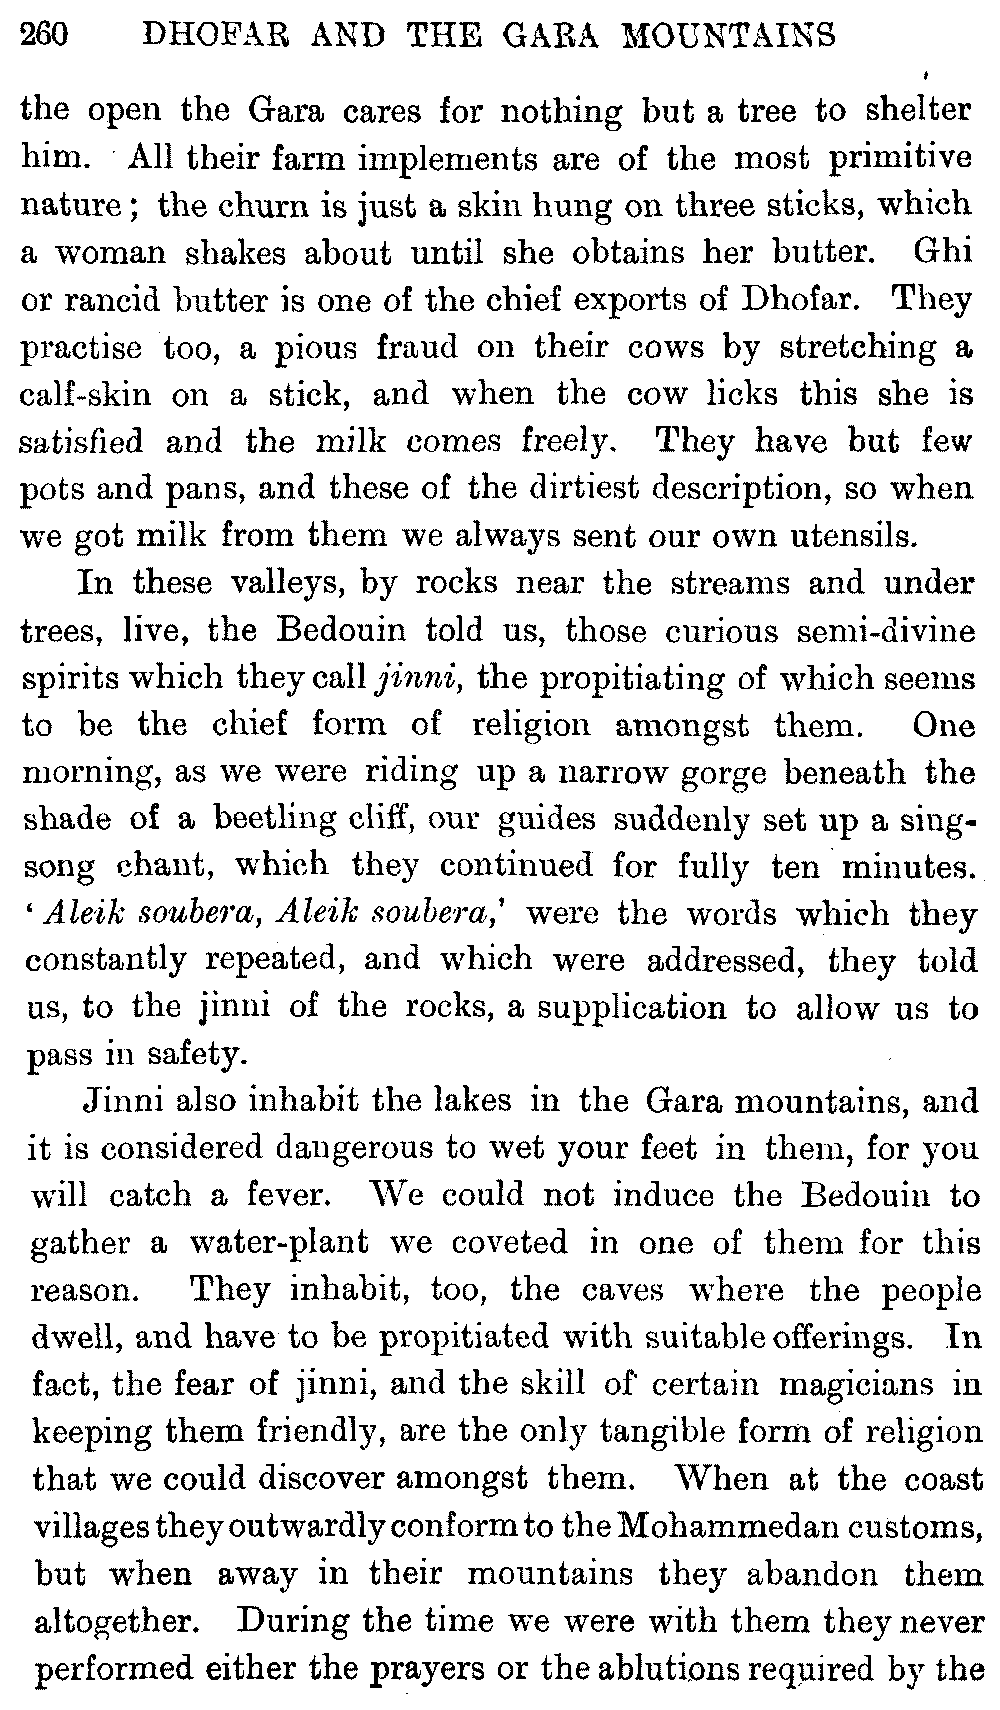 260 DHOFAR AND THE GARA MOUNTAINS
the open the Gara cares for nothing but a tree to shelter
him. All their farm implements are of the most primitive
nature; the churn is just a skin hung on three sticks, which
a woman shakes about until she obtains her butter. Ghi
or rancid butter is one of the chief exports of Dhofar. They
practise too, a pious fraud on their cows by stretching a
calf-skin on a stick, and when the cow licks this she is
satisfied and the milk comes freely. They have but few
pots and pans, and these of the dirtiest description, so when
we got milk from them we always sent our own utensils.
In these valleys, by rocks near the streams and under
trees, live, the Bedouin told us, those curious semi-divine
spirits which they call jinni, the propitiating of which seems
to be the chief form of religion amongst them. One
morning, as we were riding up a narrow gorge beneath the
shade of a beetling cliff, our guides suddenly set up a sing-
song chant, which they continued for fully ten minutes.
‘Aleik soubera, Aleik soubera,’ were the words which they
constantly repeated, and which were addressed, they told
us, to the jinni of the rocks, a supplication to allow us to
pass in safety.
Jinni also inhabit the lakes in the Gara mountains, and
it is considered dangerous to wet your feet in them, for you
will catch a fever. We could not induce the Bedouin to
gather a water-plant we coveted in one of them for this
reason. They inhabit, too, the caves where the people
dwell, and have to be propitiated with suitable offerings. In
fact, the fear of jinni, and the skill of certain magicians in
keeping them friendly, are the only tangible form of religion
that we could discover amongst them. When at the coast
villages they outwardly conform to the Mohammedan customs,
but when away in their mountains they abandon them
altogether. During the time we were with them they never
performed either the prayers or the ablutions required by the